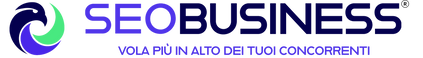 SEOBUSINESS®
VOLA PIÙ IN ALTO DEI TUOI CONCORRENTI